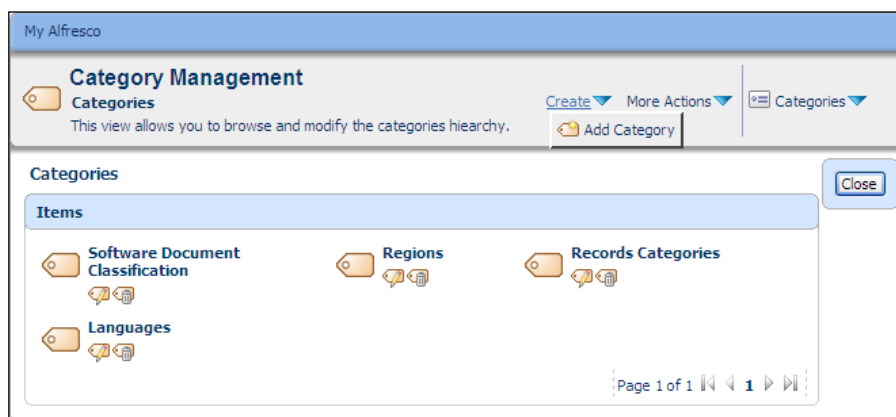 My Alfresco
Category Management
Categories
This view allows you to browse and modify the categories hiearchy.
Create More Actions Categories
Add Category
Categories
Close
Items
Software Document
Classification
Regions
Records Categories
Languages
Page 1 of 1 1